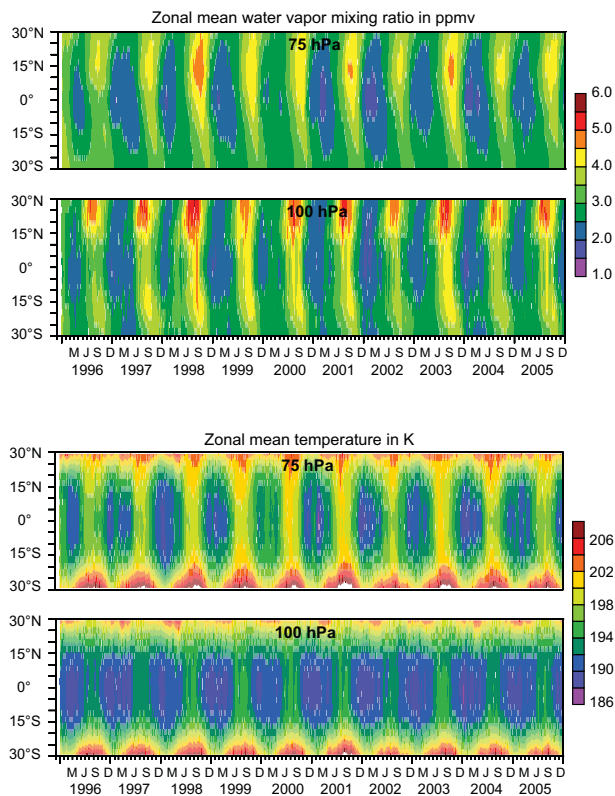 Zonal mean water vapor mixing ratio in ppmv
75 hPa
30°N
15°N
0°
15°S
30°S
100 hPa
30°N
15°N
0°
15°S
30°S
6.0
5.0
4.0
3.0
2.0
1.0
M J S D M J S D M J S D M J S D M J S D M J S D M J S D M J S D M J S D M J S D
1996 1997 1998 1999 2000 2001 2002 2003 2004 2005
Zonal mean temperature in K
75 hPa
30°N
15°N
0°
15°S
30°S
100 hPa
30°N
15°N
0°
15°S
30°S
206
202
198
194
190
186
M J S D M J S D M J S D M J S D M J S D M J S D M J S D M J S D M J S D M J S D
1996 1997 1998 1999 2000 2001 2002 2003 2004 2005